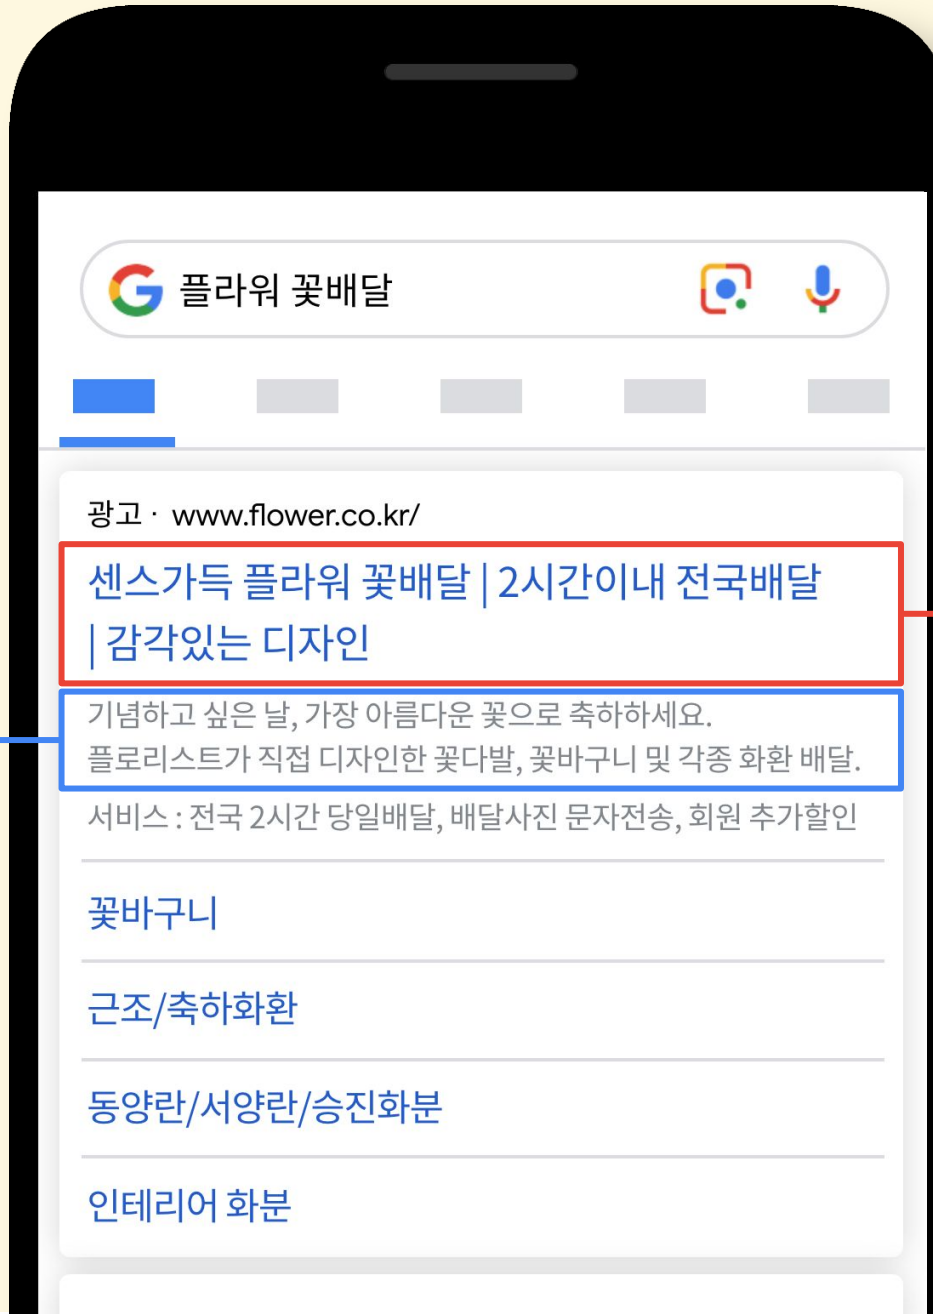 플라워 꽃배달
광고 · www.flower.co.kr/
센스가득 플라워 꽃배달 | 2시간이내 전국배달
| 감각있는 디자인
기념하고 싶은 날, 가장 아름다운 꽃으로 축하하세요.
플로리스트가 직접 디자인한 꽃다발, 꽃바구니 및 각종 화환 배달.
서비스 : 전국 2시간 당일배달, 배달사진 문자전송, 회원 추가할인
꽃바구니
근조/축하화환
동양란/서양란/승진화분
인테리어 화분